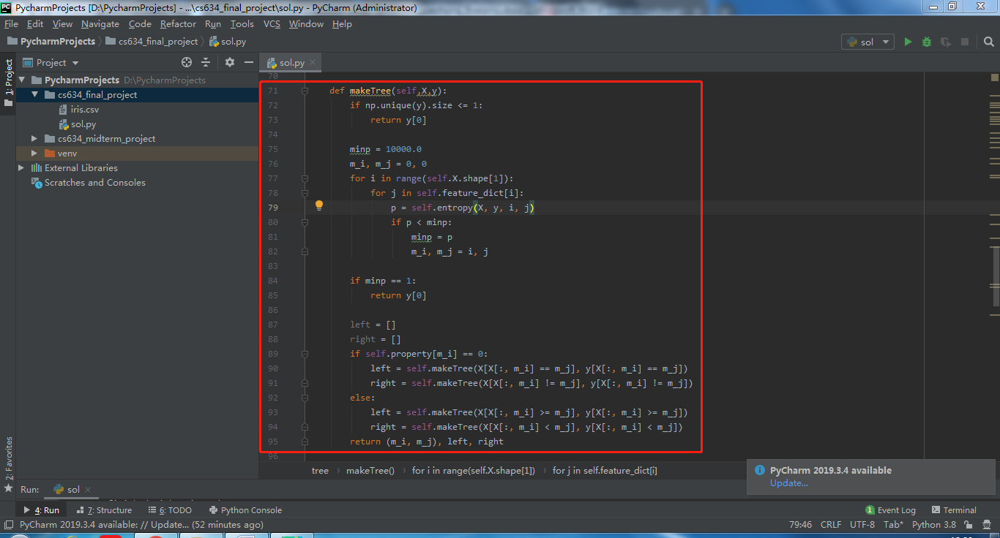 PycharmProjects [D:\PycharmProjects] - ...\cs634_final_project\sol.py - PyCharm (Administrator)
File Edit View Navigate Code Refactor Run Tools VCS Window Help
PycharmProjects cs634_final_project sol.py
sol
1: Project
Project
PycharmProjects D:\PycharmProjects
cs634_final_project
iris.csv
sol.py
cs634_midterm_project
venv
External Libraries
Scratches and Consoles
2: Favorites
sol.py
70
71 def makeTree(self,X,y):
72 if np.unique(y).size <= 1:
73 return y[0]
74
75 minp = 10000.0
76 m_i, m_j = 0, 0
77 for i in range(self.X.shape[1]):
78 for j in self.feature_dict[i]:
79 p = self.entropy(X, y, i, j)
80 if p < minp:
81 minp = p
82 m_i, m_j = i, j
83
84 if minp == 1:
85 return y[0]
86
87 left = []
88 right = []
89 if self.property[m_i] == 0:
90 left = self.makeTree(X[X[:, m_i] == m_j], y[X[:, m_i] == m_j])
91 right = self.makeTree(X[X[:, m_i] != m_j], y[X[:, m_i] != m_j])
92 else:
93 left = self.makeTree(X[X[:, m_i] >= m_j], y[X[:, m_i] >= m_j])
94 right = self.makeTree(X[X[:, m_i] < m_j], y[X[:, m_i] < m_j])
95 return (m_i, m_j), left, right
96
tree makeTree() for i in range(self.X.shape[1]) for j in self.feature_dict[i]
PyCharm 2019.3.4 available
Update...
Run: sol
4: Run 7: Structure 6: TODO Python Console
1 Event Log Terminal
PyCharm 2019.3.4 available: // Update... (52 minutes ago)
79:46 CRLF UTF-8 Tab* Python 3.8